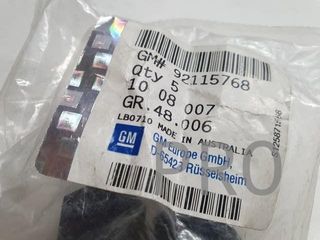 GM# 92115768
Qty 5
10 08 007
GR.48.006
LB0710 MADE IN AUSTRALIA
GM
GM Europe GmbH,
D-65423 Rüsselsheim
PRO